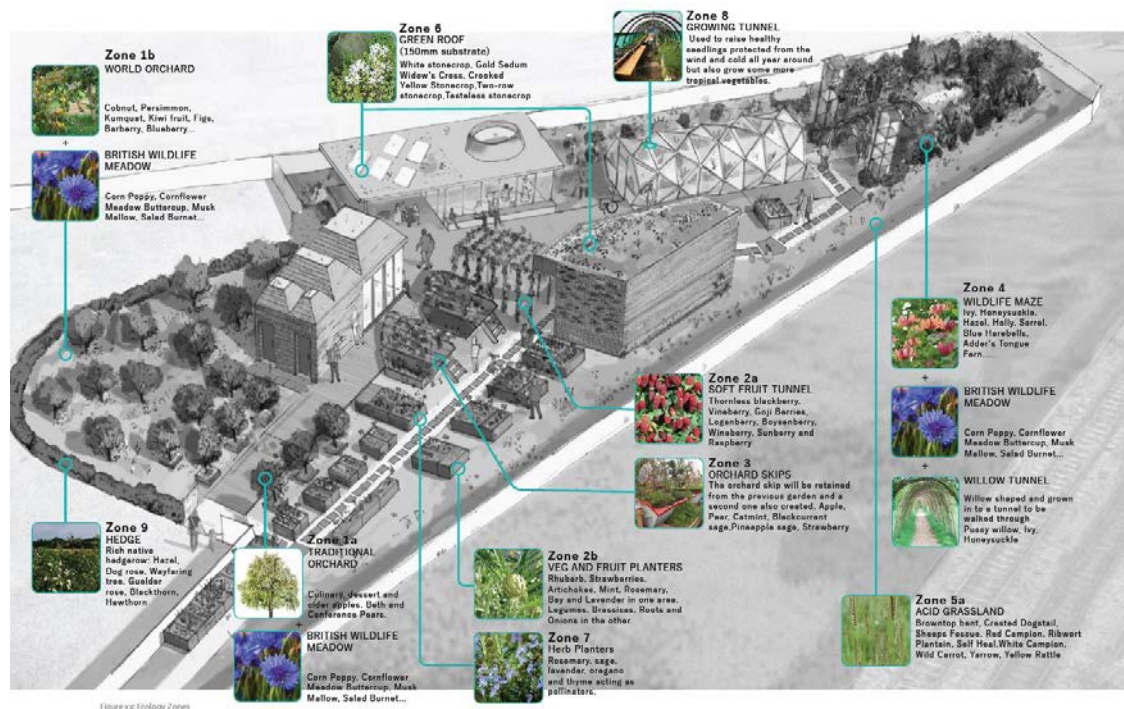 Zone 1b
WORLD ORCHARD
Cobnut, Persimmon,
Kumquat, Kiwi fruit, Figs,
Barberry, Blueberry...
+
BRITISH WILDLIFE
MEADOW
Corn Poppy, Cornflower
Meadow Buttercup, Musk
Mallow, Salad Burnet...
Zone 6
GREEN ROOF
(150mm substrate)
White stonecrop, Gold Sedum
Widow's Cross, Crooked
Yellow Stonecrop,Two-row
stonecrop,Tasteless stonecrop
Zone 8
GROWING TUNNEL
Used to raise healthy
seedlings protected from the
wind and cold all year around
but also grow some more
tropical vegetables.
Zone 4
WILDLIFE MAZE
Ivy, Honeysuckle,
Hazel, Holly, Sorrel,
Blue Harebells,
Adder's Tongue
Fern....
+
BRITISH WILDLIFE
MEADOW
Corn Poppy, Cornflower
Meadow Buttercup, Musk
Mallow, Salad Burnet...
+
WILLOW TUNNEL
Willow shaped and grown
in to a tunnel to be
walked through
Pussy willow, Ivy,
Honeysuckle
Zone 2a
SOFT FRUIT TUNNEL
Thornless blackberry,
Vineberry, Goji Berries,
Loganberry, Boysenberry,
Wineberry, Sunberry and
Raspberry
Zone 3
ORCHARD SKIPS
The orchard skip will be retained
from the previous garden and a
second one also created. Apple,
Pear, Catmint, Blackcurrant
sage,Pineapple sage, Strawberry
Zone 9
HEDGE
Rich native
hedgerow: Hazel,
Dog rose, Wayfaring
tree, Guelder
rose, Blackthorn,
Hawthorn
Zone 1a
TRADITIONAL
ORCHARD
Culinary, dessert and
cider apples. Beth and
Conference Pears.
+
BRITISH WILDLIFE
MEADOW
Corn Poppy, Cornflower
Meadow Buttercup, Musk
Mallow, Salad Burnet...
Zone 2b
VEG AND FRUIT PLANTERS
Rhubarb, Strawberries,
Artichokes, Mint, Rosemary,
Bay and Lavender in one area.
Legumes, Brassicas, Roots and
Onions in the other.
Zone 7
Herb Planters
Rosemary, sage,
lavender, oregano
and thyme acting as
pollinators.
Zone 5a
ACID GRASSLAND
Browntop bent, Crested Dogstail,
Sheeps Fescue, Red Campion, Ribwort
Plantain, Self Heal,White Campion,
Wild Carrot, Yarrow, Yellow Rattle
Ecology Zones